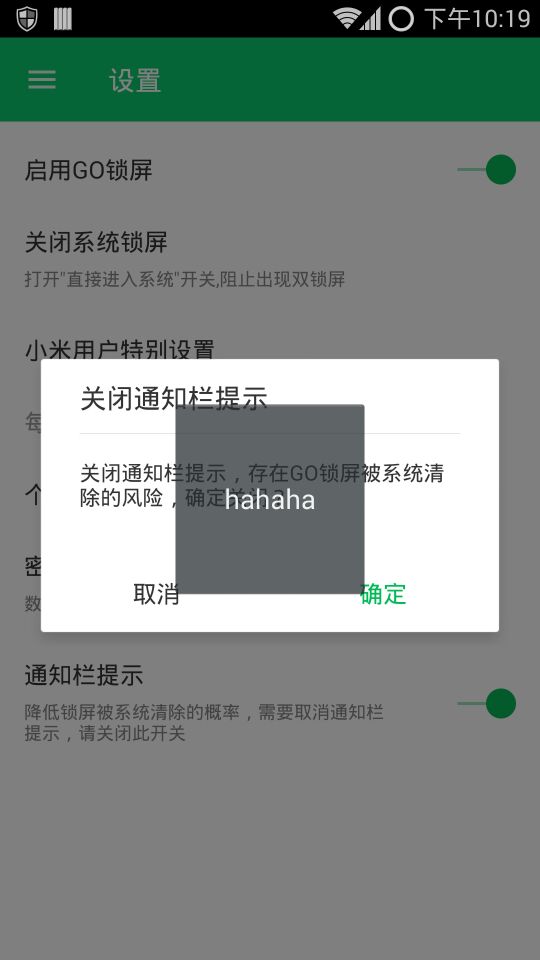 下午10:19
设置
启用GO锁屏
关闭系统锁屏
打开"直接进入系统"开关,阻止出现双锁屏
小米用户特别设置
每
关闭通知栏提示
关闭通知栏提示，存在GO锁屏被系统清
除的风险，确定关闭？
hahaha
个
密
数
取消
确定
通知栏提示
降低锁屏被系统清除的概率，需要取消通知栏
提示，请关闭此开关